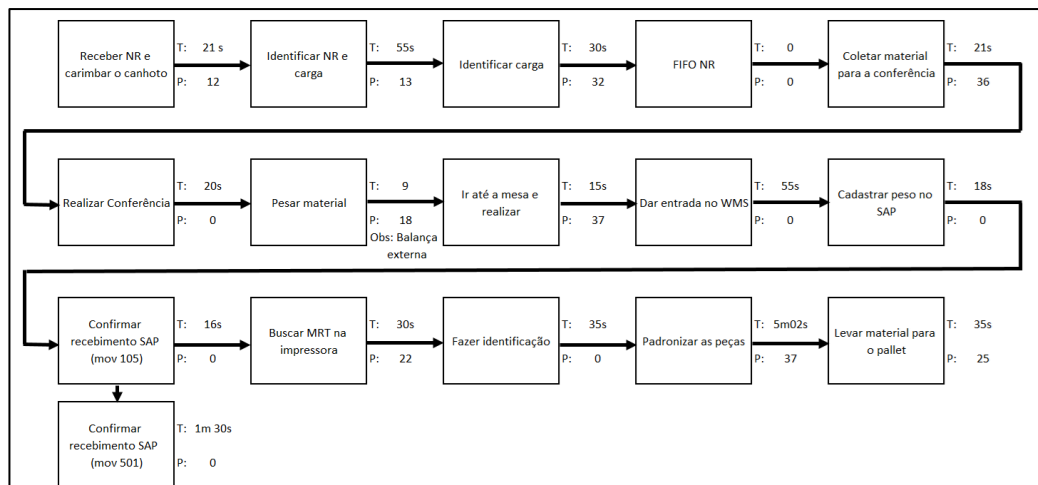 Receber NR e
carimbar o canhoto
T: 21 s
P: 12
Identificar NR e
carga
T: 55s
P: 13
Identificar carga
T: 30s
P: 32
FIFO NR
T: 0
P: 0
Coletar material
para a conferência
T: 21s
P: 36
Realizar Conferência
T: 20s
P: 0
Pesar material
T: 9
P: 18
Obs: Balança
externa
Ir até a mesa e
realizar
T: 15s
P: 37
Dar entrada no WMS
T: 55s
P: 0
Cadastrar peso no
SAP
T: 18s
P: 0
Confirmar
recebimento SAP
(mov 105)
T: 16s
P: 0
Buscar MRT na
impressora
T: 30s
P: 22
Fazer identificação
T: 35s
P: 0
Padronizar as peças
T: 5m02s
P: 37
Levar material para
o pallet
T: 35s
P: 25
Confirmar
recebimento SAP
(mov 501)
T: 1m 30s
P: 0